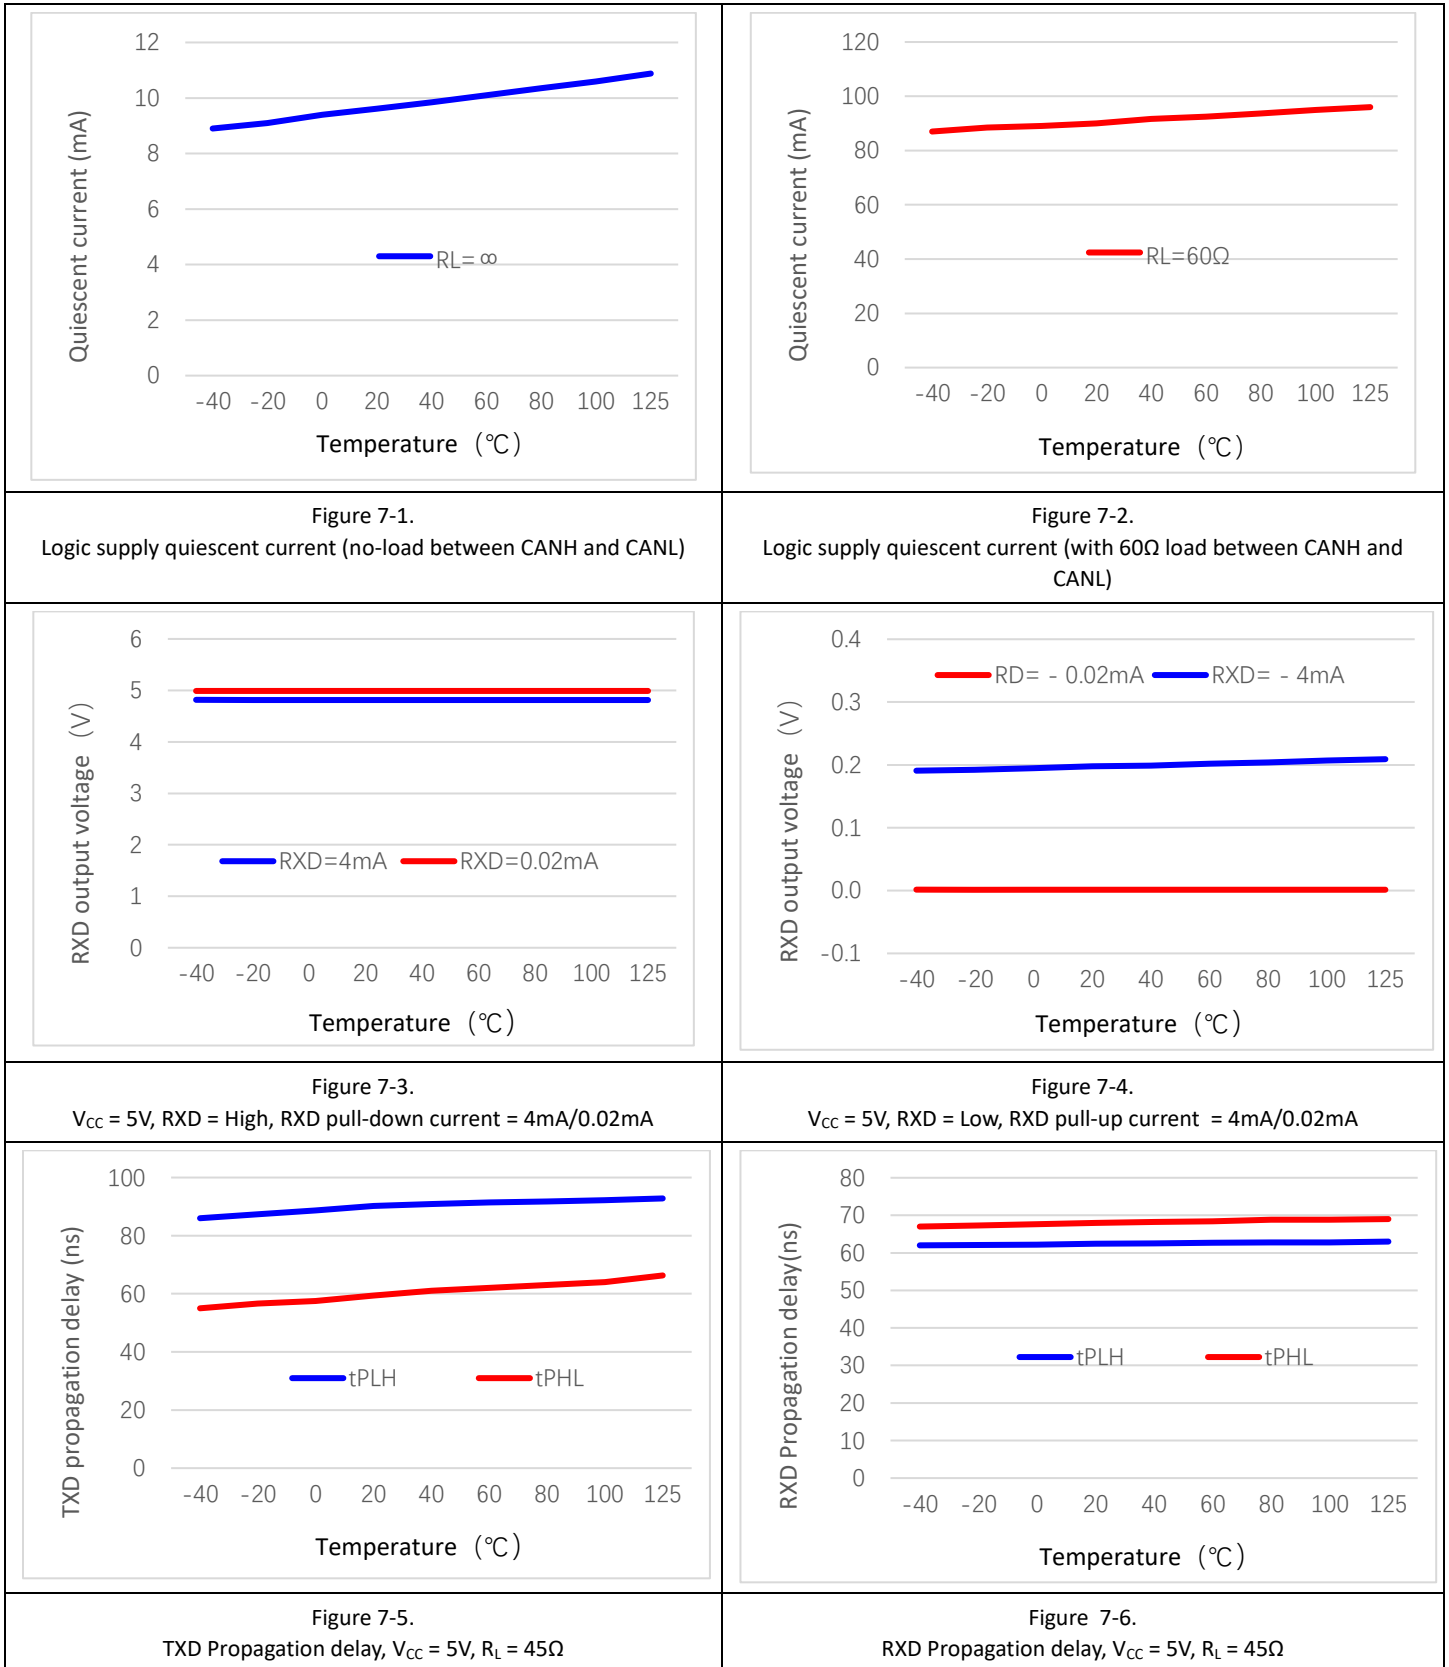 12
10
8
6
4
2
0
Quiescent current (mA)
RL= ∞
-40 -20 0 20 40 60 80 100 125
Temperature （℃）
120
100
80
60
40
20
0
Quiescent current (mA)
RL=60Ω
-40 -20 0 20 40 60 80 100 125
Temperature （℃）
Figure 7-1.
Logic supply quiescent current (no-load between CANH and CANL)
Figure 7-2.
Logic supply quiescent current (with 60Ω load between CANH and
CANL)
6
5
4
3
2
1
0
RXD output voltage （V）
RXD=4mA RXD=0.02mA
-40 -20 0 20 40 60 80 100 125
Temperature （℃）
0.4
0.3
0.2
0.1
0.0
-0.1
RXD output voltage （V）
RD= - 0.02mA RXD= - 4mA
-40 -20 0 20 40 60 80 100 125
Temperature （℃）
Figure 7-3.
VCC = 5V, RXD = High, RXD pull-down current = 4mA/0.02mA
Figure 7-4.
VCC = 5V, RXD = Low, RXD pull-up current = 4mA/0.02mA
100
80
60
40
20
0
TXD propagation delay (ns)
tPLH tPHL
-40 -20 0 20 40 60 80 100 125
Temperature （℃）
80
70
60
50
40
30
20
10
0
RXD Propagation delay(ns)
tPLH tPHL
-40 -20 0 20 40 60 80 100 125
Temperature （℃）
Figure 7-5.
TXD Propagation delay, VCC = 5V, RL = 45Ω
Figure 7-6.
RXD Propagation delay, VCC = 5V, RL = 45Ω